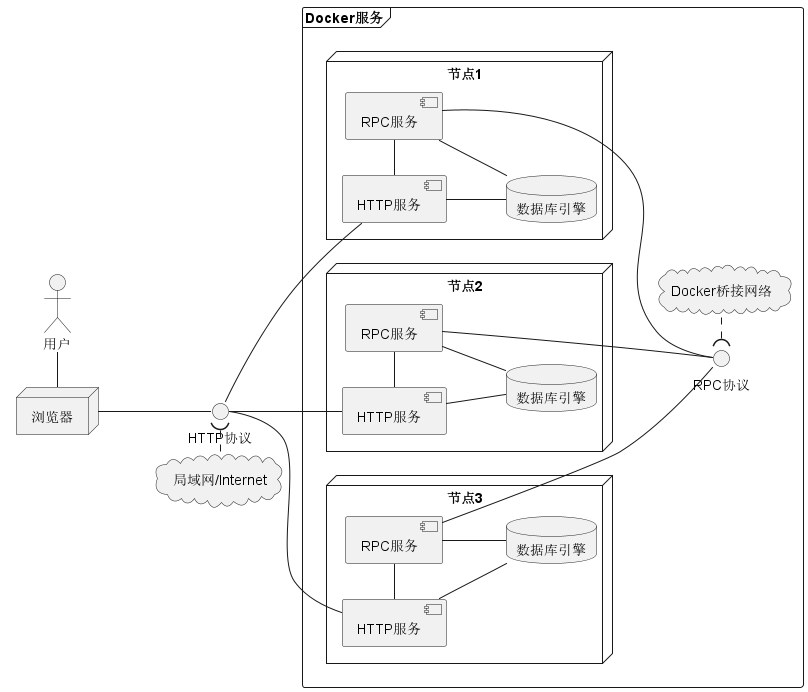 Docker服务
节点1
RPC服务
HTTP服务
数据库引擎
节点2
RPC服务
HTTP服务
数据库引擎
节点3
RPC服务
数据库引擎
HTTP服务
用户
浏览器
HTTP协议
局域网/Internet
Docker桥接网络
RPC协议